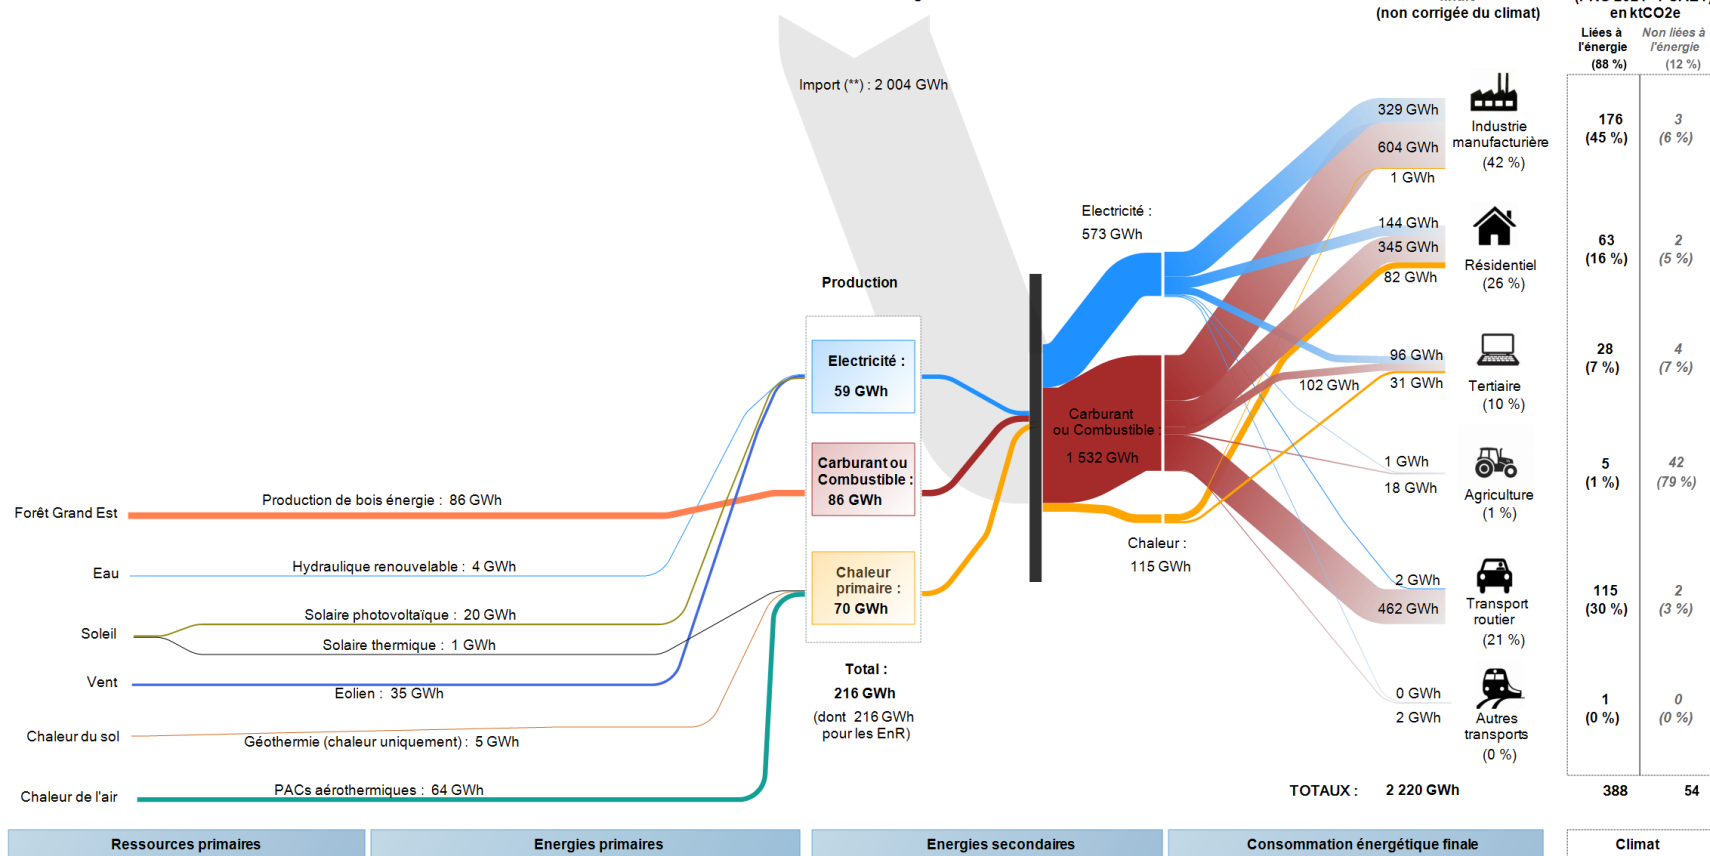 (non corrigée du climat)
en ktCO2e
Liées à
l'énergie
(88 %)
Non liées à
l'énergie
(12 %)
Import (**) : 2 004 GWh
329 GWh
604 GWh
1 GWh
Industrie
manufacturière
(42 %)
176
(45 %)
3
(6 %)
Electricité :
573 GWh
144 GWh
345 GWh
82 GWh
Résidentiel
(26 %)
63
(16 %)
2
(5 %)
Production
Electricité :
59 GWh
96 GWh
102 GWh
31 GWh
Tertiaire
(10 %)
28
(7 %)
4
(7 %)
Carburant
ou Combustible :
1 532 GWh
Carburant ou
Combustible :
86 GWh
1 GWh
18 GWh
Agriculture
(1 %)
5
(1 %)
42
(79 %)
Production de bois énergie : 86 GWh
Forêt Grand Est
Chaleur :
115 GWh
Hydraulique renouvelable : 4 GWh
Eau
Chaleur
primaire :
70 GWh
2 GWh
462 GWh
Transport
routier
(21 %)
115
(30 %)
2
(3 %)
Solaire photovoltaïque : 20 GWh
Soleil
Solaire thermique : 1 GWh
Vent
Eolien : 35 GWh
Total :
216 GWh
(dont 216 GWh
pour les EnR)
0 GWh
2 GWh
Autres
transports
(0 %)
1
(0 %)
0
(0 %)
Chaleur du sol
Géothermie (chaleur uniquement) : 5 GWh
Chaleur de l'air
PACs aérothermiques : 64 GWh
TOTAUX : 2 220 GWh
388
54
Ressources primaires
Energies primaires
Energies secondaires
Consommation énergétique finale
Climat